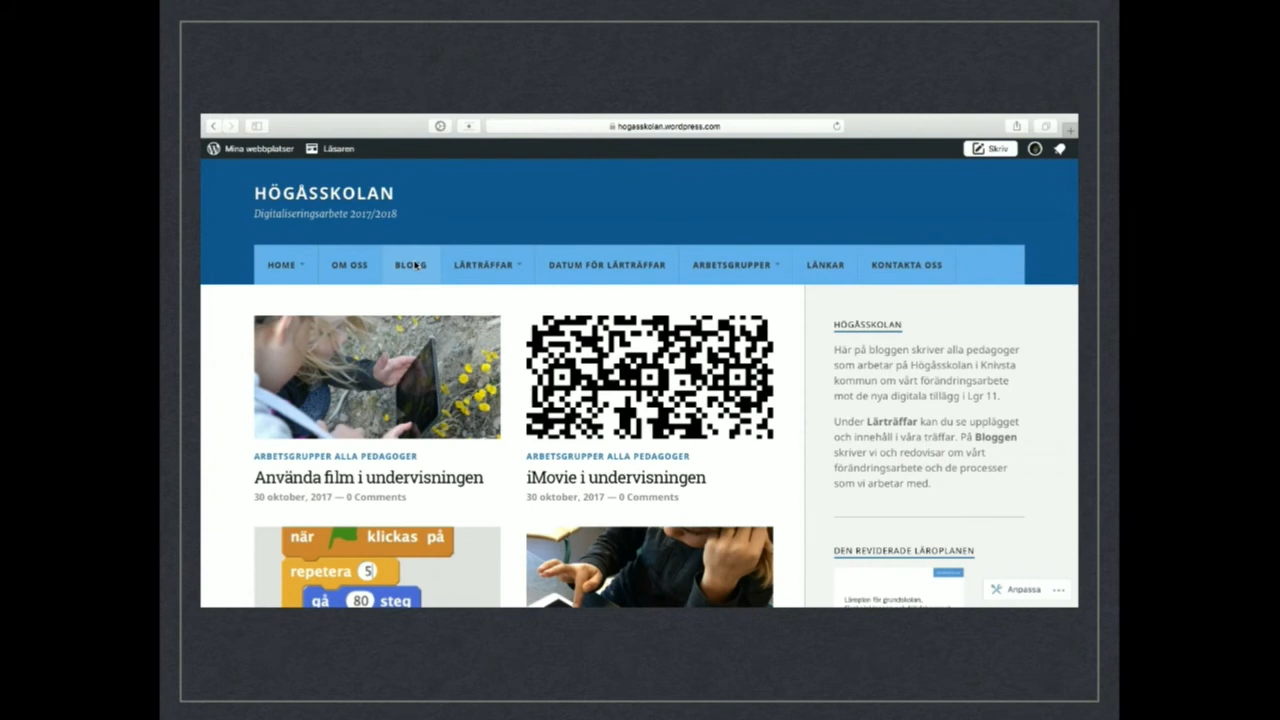 hogasskolan.wordpress.com
Mina webbplatser Läsaren Skriv
HÖGÅSSKOLAN
Digitaliseringsarbete 2017/2018
HOME OM OSS BLOGG LÄRTRÄFFAR DATUM FÖR LÄRTRÄFFAR ARBETSGRUPPER LÄNKAR KONTAKTA OSS
ARBETSGRUPPER ALLA PEDAGOGER
Använda film i undervisningen
30 oktober, 2017 — 0 Comments
ARBETSGRUPPER ALLA PEDAGOGER
iMovie i undervisningen
30 oktober, 2017 — 0 Comments
när klickas på
repetera 5
gå 80 steg
HÖGÅSSKOLAN
Här på bloggen skriver alla pedagoger
som arbetar på Högåsskolan i Knivsta
kommun om vårt förändringsarbete
mot de nya digitala tillägg i Lgr 11.
Under Lärträffar kan du se upplägget
och innehåll i våra träffar. På Bloggen
skriver vi och redovisar om vårt
förändringsarbete och de processer
som vi arbetar med.
DEN REVIDERADE LÄROPLANEN
Läroplan för grundskolan,
Anpassa